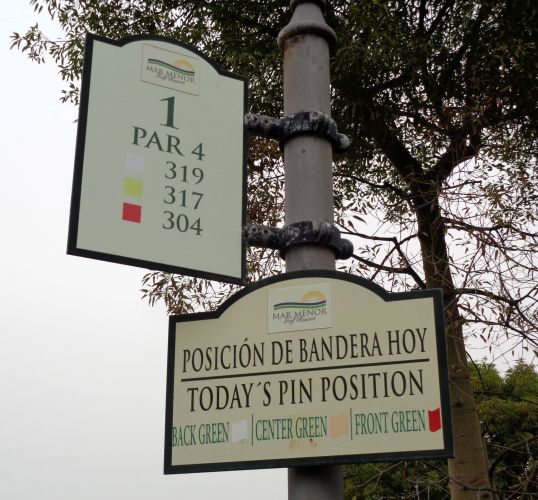 MAR MENOR
Golf Resort
1
PAR 4
319
317
304
MAR MENOR
Golf Resort
POSICIÓN DE BANDERA HOY
TODAY´S PIN POSITION
BACK GREEN CENTER GREEN FRONT GREEN